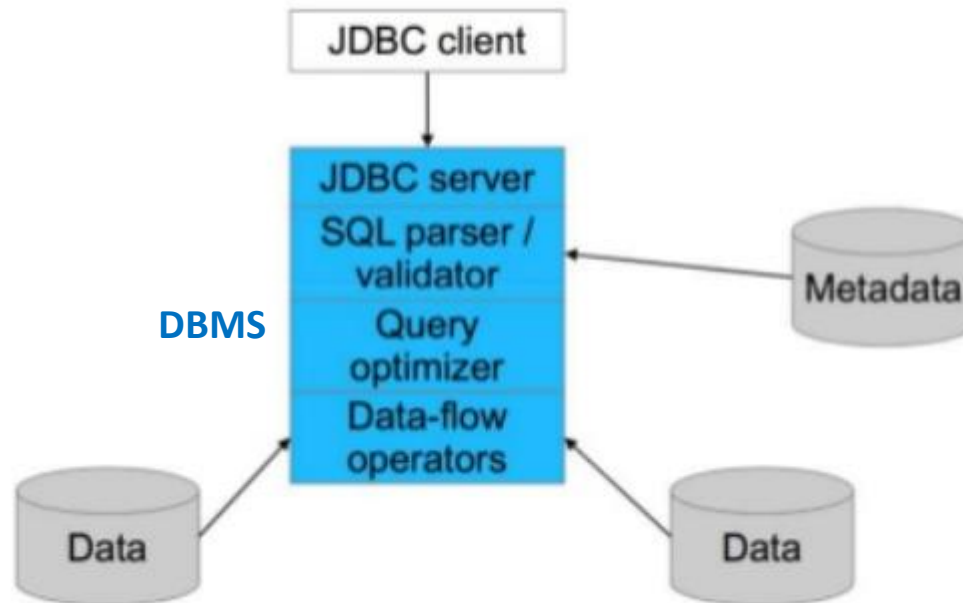 JDBC client
JDBC server
SQL parser /
validator
Metadata
DBMS
Query
optimizer
Data-flow
operators
Data
Data